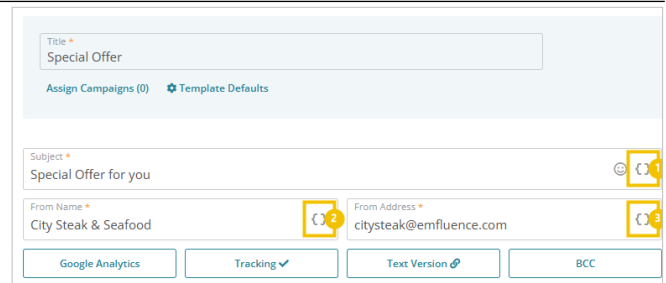 Title *
Special Offer
Assign Campaigns (0) Template Defaults
Subject *
Special Offer for you
{ } 1
From Name * From Address *
City Steak & Seafood { } 2 citysteak@emfluence.com { } 3
Google Analytics Tracking ✓ Text Version BCC